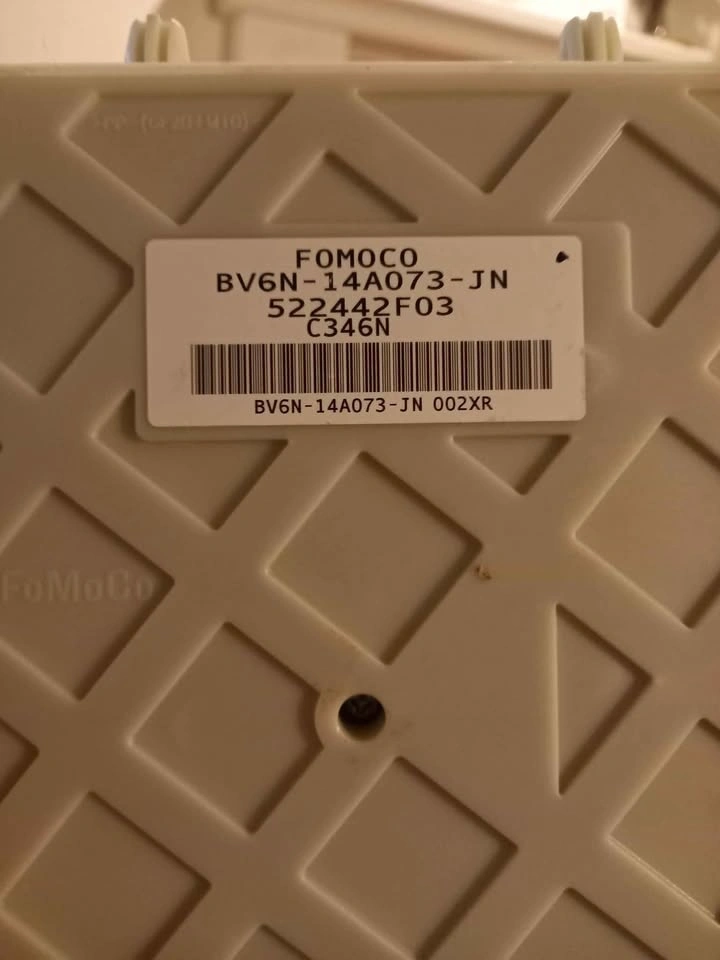 FOMOCO
BV6N-14A073-JN
522442F03
C346N
BV6N-14A073-JN 002XR
FoMoCo